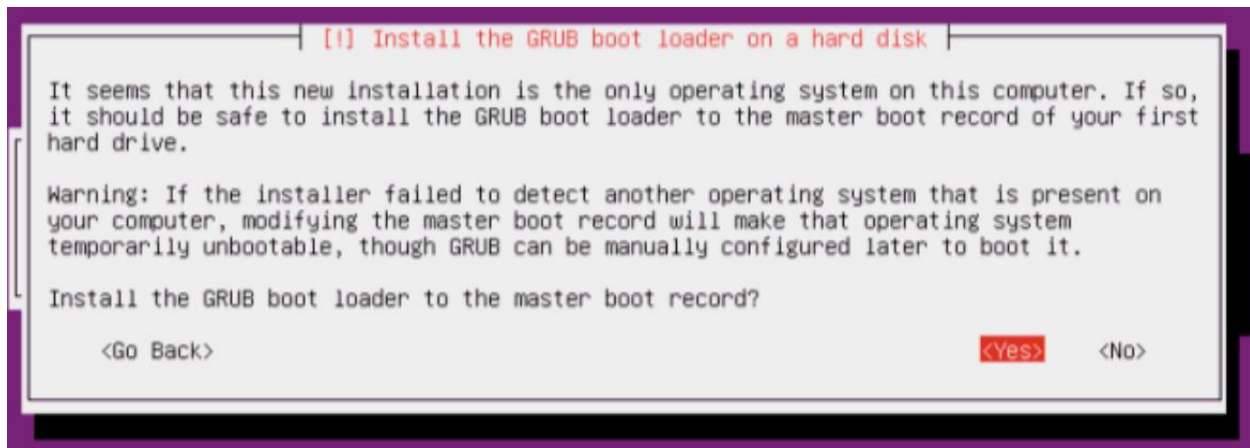 [!] Install the GRUB boot loader on a hard disk
It seems that this new installation is the only operating system on this computer. If so,
it should be safe to install the GRUB boot loader to the master boot record of your first
hard drive.
Warning: If the installer failed to detect another operating system that is present on
your computer, modifying the master boot record will make that operating system
temporarily unbootable, though GRUB can be manually configured later to boot it.
Install the GRUB boot loader to the master boot record?
<Go Back> <Yes> <No>